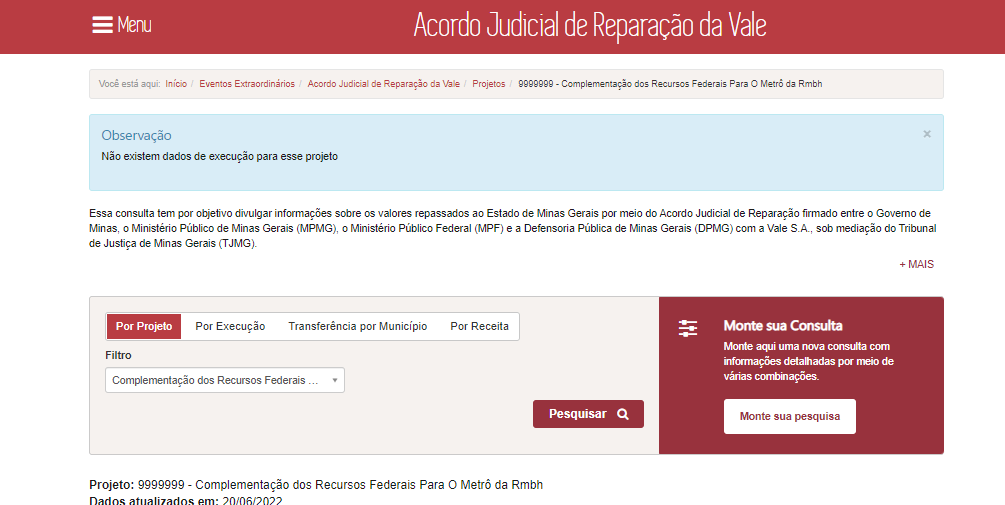 Menu
Acordo Judicial de Reparação da Vale
Você está aqui: Início / Eventos Extraordinários / Acordo Judicial de Reparação da Vale / Projetos / 9999999 - Complementação dos Recursos Federais Para O Metrô da Rmbh
Observação
×
Não existem dados de execução para esse projeto
Essa consulta tem por objetivo divulgar informações sobre os valores repassados ao Estado de Minas Gerais por meio do Acordo Judicial de Reparação firmado entre o Governo de
Minas, o Ministério Público de Minas Gerais (MPMG), o Ministério Público Federal (MPF) e a Defensoria Pública de Minas Gerais (DPMG) com a Vale S.A., sob mediação do Tribunal
de Justiça de Minas Gerais (TJMG).
+ MAIS
Por Projeto Por Execução Transferência por Município Por Receita
Filtro
Complementação dos Recursos Federais ...
Pesquisar
Monte sua Consulta
Monte aqui uma nova consulta com
informações detalhadas por meio de
várias combinações.
Monte sua pesquisa
Projeto: 9999999 - Complementação dos Recursos Federais Para O Metrô da Rmbh
Dados atualizados em: 20/06/2022